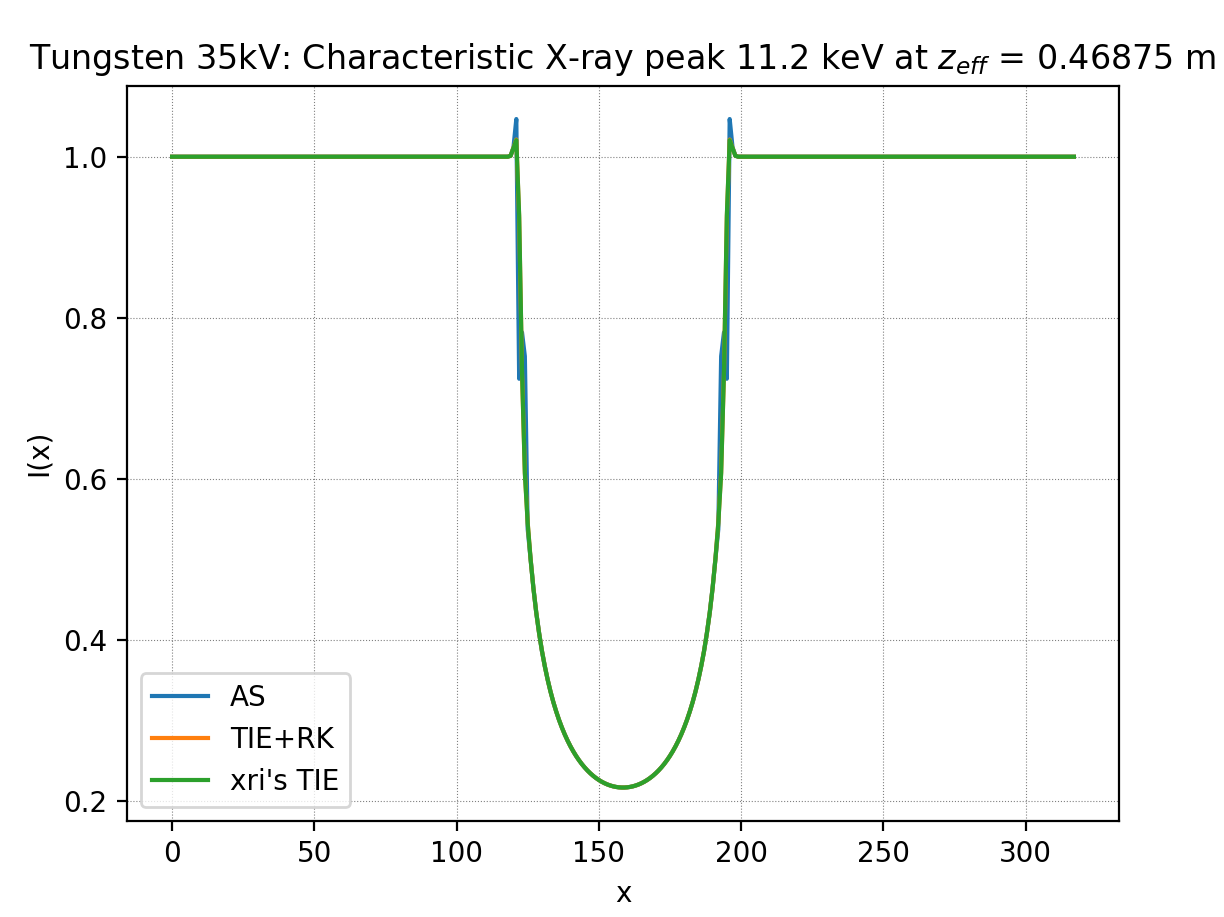 Tungsten 35kV: Characteristic X-ray peak 11.2 keV at z_eff = 0.46875 m
1.0
0.8
0.6
0.4
0.2
I(x)
AS
TIE+RK
xri's TIE
0 50 100 150 200 250 300
x